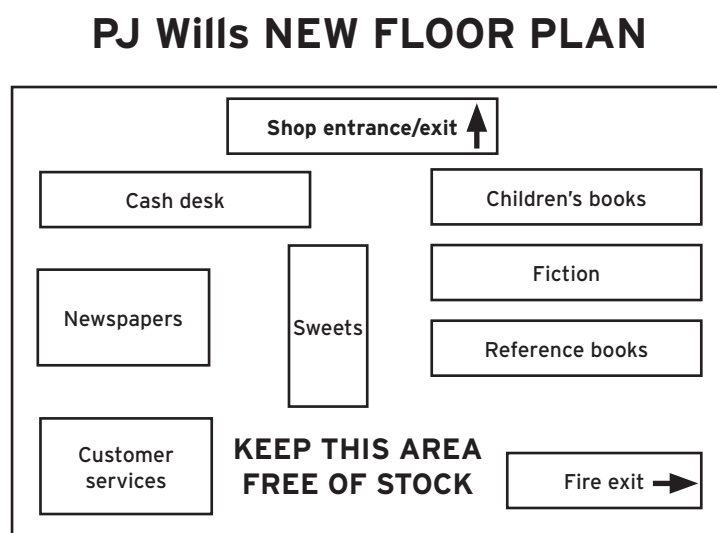 PJ Wills NEW FLOOR PLAN
Shop entrance/exit
Cash desk
Children's books
Fiction
Newspapers
Sweets
Reference books
Customer
services
KEEP THIS AREA
FREE OF STOCK
Fire exit